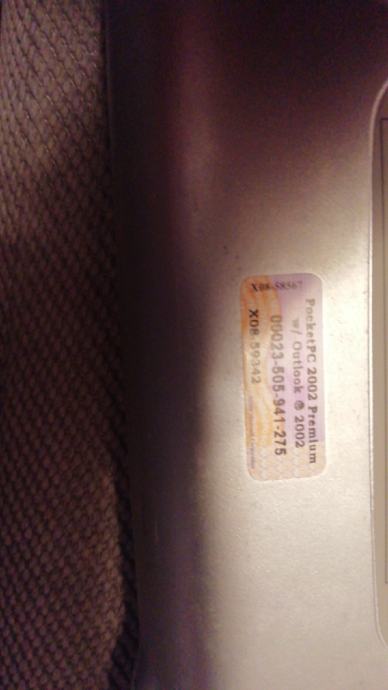 X08-58567
PocketPC 2002 Premium
w/ Outlook ® 2002
00023-505-941-275
X08-59342